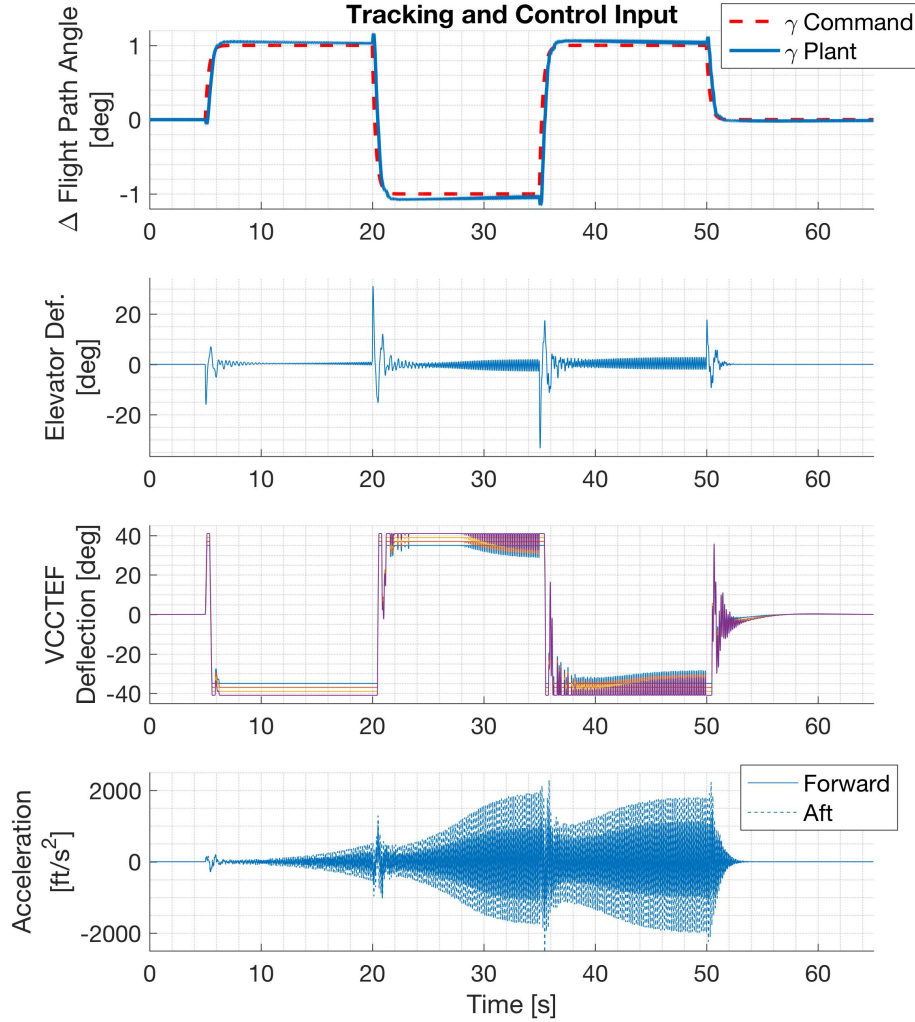 Tracking and Control Input
γ Command
γ Plant
Δ Flight Path Angle
[deg]
1
0
-1
0 10 20 30 40 50 60
Elevator Def.
[deg]
20
0
-20
0 10 20 30 40 50 60
VCCTEF
Deflection [deg]
40
20
0
-20
-40
0 10 20 30 40 50 60
Forward
Aft
Acceleration
[ft/s²]
2000
0
-2000
0 10 20 30 40 50 60
Time [s]